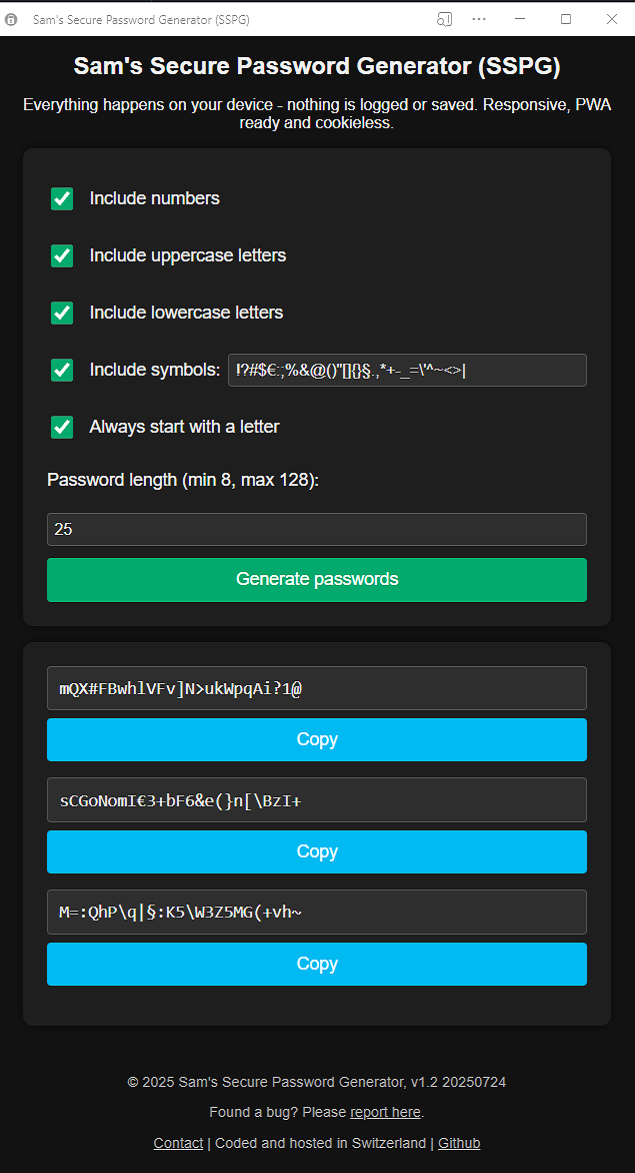 Sam's Secure Password Generator (SSPG)
Sam's Secure Password Generator (SSPG)
Everything happens on your device - nothing is logged or saved. Responsive, PWA
ready and cookieless.
Include numbers
Include uppercase letters
Include lowercase letters
Include symbols: !?#$€:;%&@()"[]{}§.,*+-_=\'^~<>|
Always start with a letter
Password length (min 8, max 128):
25
Generate passwords
mQX#FBwhlVFv]N>ukWpqAi?1@
Copy
sCGoNomI€3+bF6&e(}n[\BzI+
Copy
M=:QhP\q|§:K5\W3Z5MG(+vh~
Copy
© 2025 Sam's Secure Password Generator, v1.2 20250724
Found a bug? Please report here.
Contact | Coded and hosted in Switzerland | Github